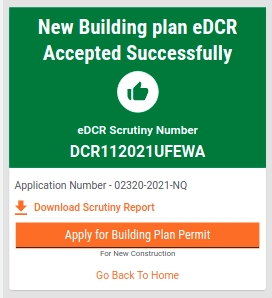 New Building plan eDCR
Accepted Successfully
eDCR Scrutiny Number
DCR112021UFEWA
Application Number - 02320-2021-NQ
Download Scrutiny Report
Apply for Building Plan Permit
For New Construction
Go Back To Home